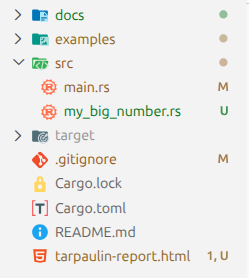 docs
examples
src
main.rs M
my_big_number.rs U
target
.gitignore M
Cargo.lock
Cargo.toml
README.md
tarpaulin-report.html 1, U